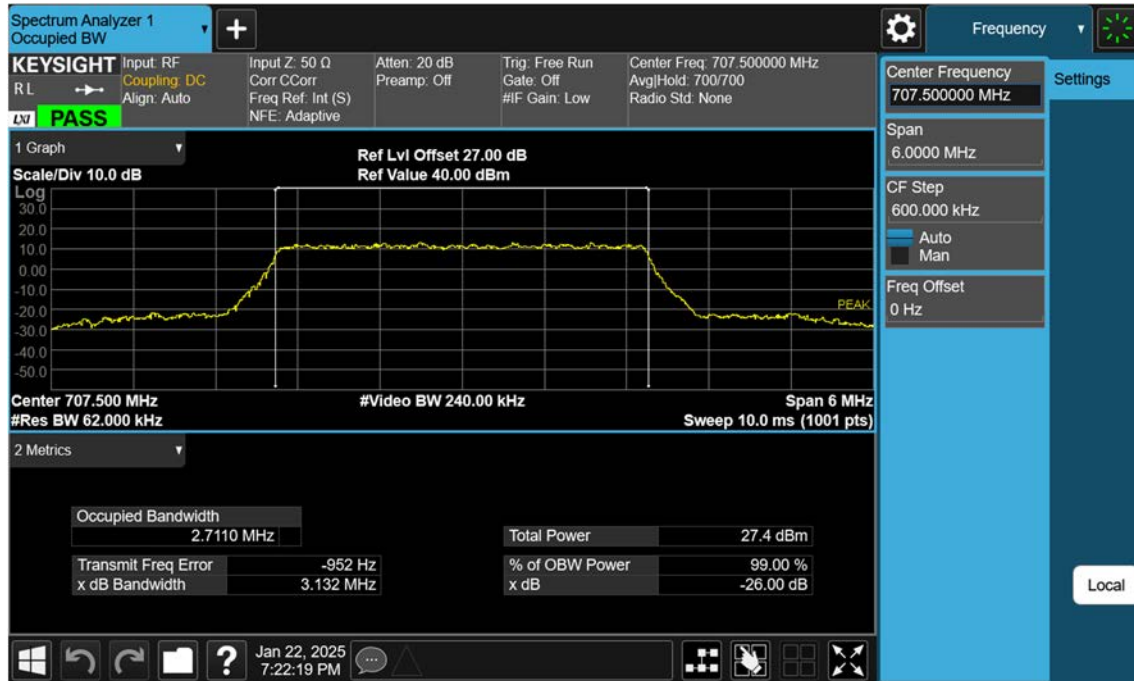 Spectrum Analyzer 1
Occupied BW
Frequency
KEYSIGHT
RL
LXI PASS
Input: RF
Coupling: DC
Align: Auto
Input Z: 50 Ω
Corr CCorr
Freq Ref: Int (S)
NFE: Adaptive
Atten: 20 dB
Preamp: Off
Trig: Free Run
Gate: Off
#IF Gain: Low
Center Freq: 707.500000 MHz
Avg|Hold: 700/700
Radio Std: None
1 Graph
Scale/Div 10.0 dB
Ref Lvl Offset 27.00 dB
Ref Value 40.00 dBm
Log
30.0
20.0
10.0
0.00
-10.0
-20.0
-30.0
-40.0
-50.0
PEAK
Center 707.500 MHz
#Video BW 240.00 kHz
Span 6 MHz
#Res BW 62.000 kHz
Sweep 10.0 ms (1001 pts)
2 Metrics
Occupied Bandwidth
2.7110 MHz
Total Power 27.4 dBm
Transmit Freq Error -952 Hz
% of OBW Power 99.00 %
x dB Bandwidth 3.132 MHz
x dB -26.00 dB
Center Frequency
707.500000 MHz
Settings
Span
6.0000 MHz
CF Step
600.000 kHz
Auto
Man
Freq Offset
0 Hz
Local
?
Jan 22, 2025
7:22:19 PM